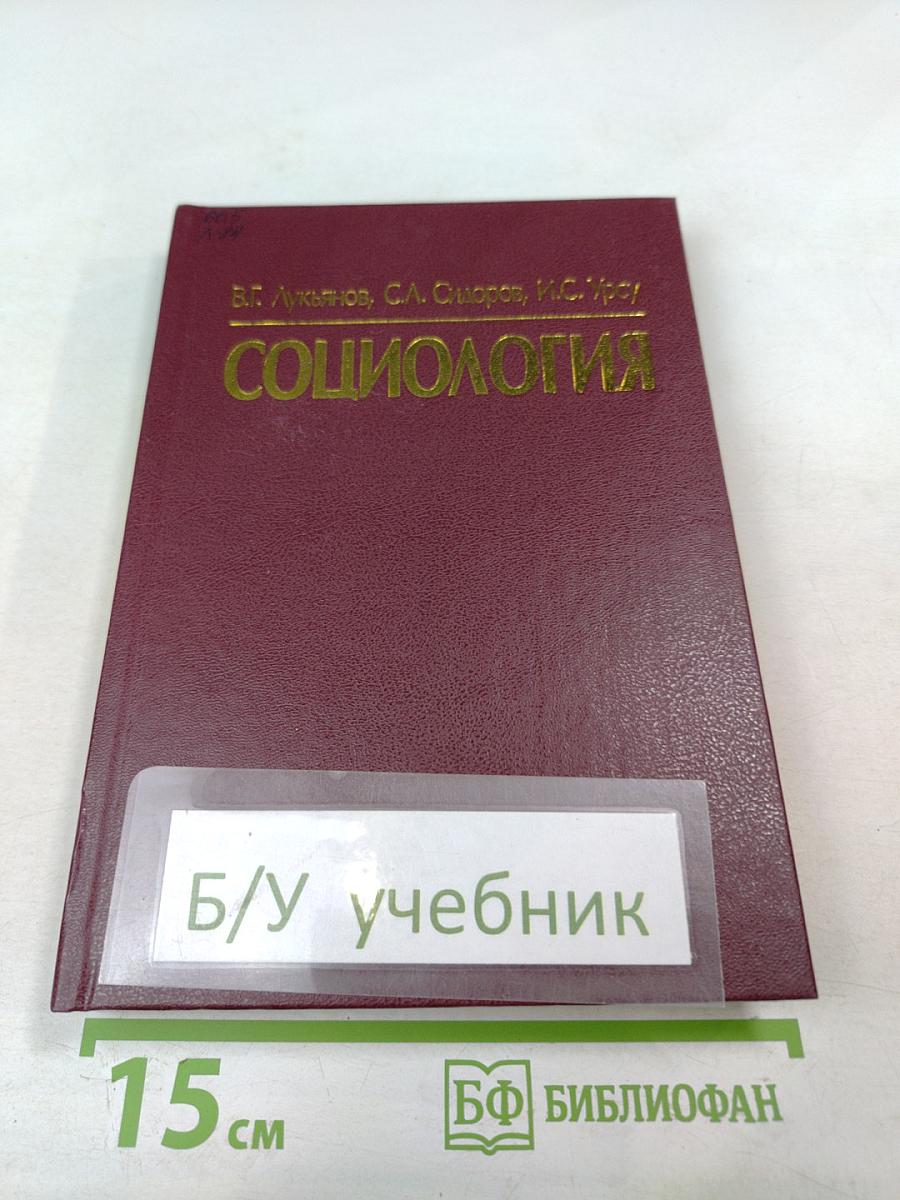 В.Г. Лукьянов, С.А. Сидоров, И.С. Урсу
СОЦИОЛОГИЯ
Б/У учебник
15 см
БФ БИБЛИОФАН